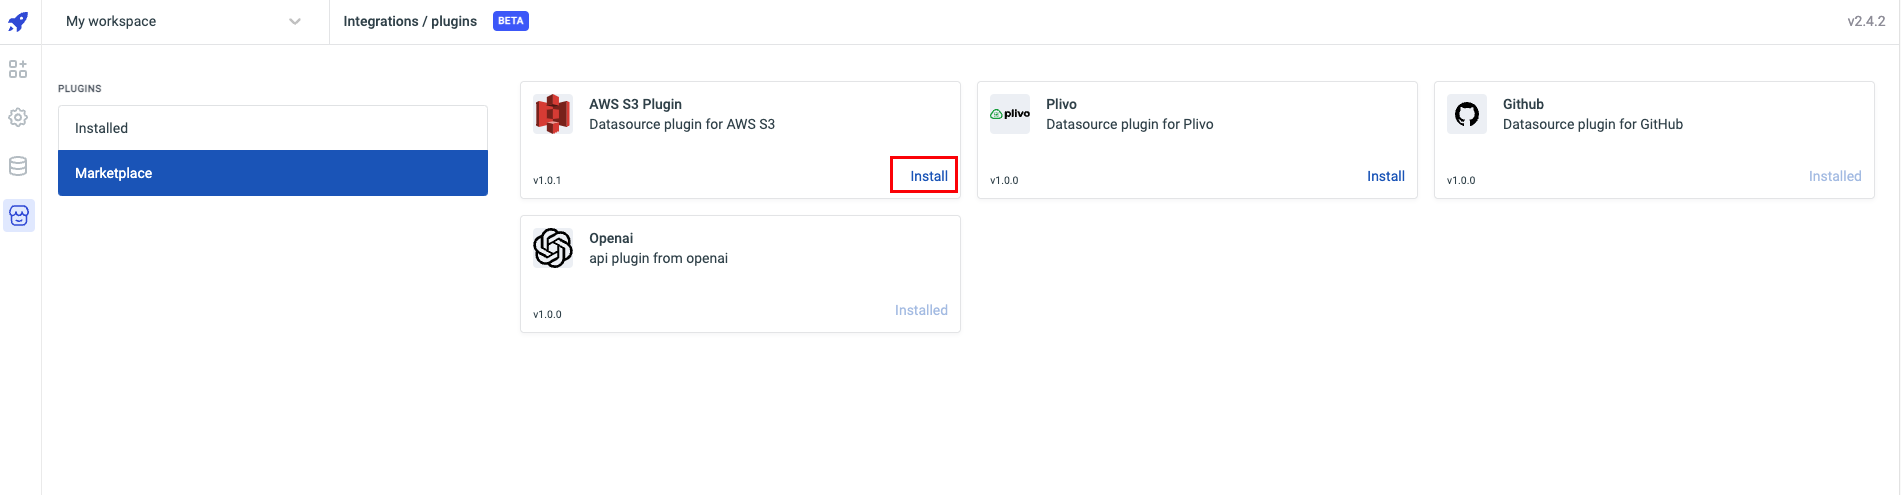 My workspace
Integrations / plugins BETA
v2.4.2
PLUGINS
Installed
Marketplace
AWS S3 Plugin
Datasource plugin for AWS S3
v1.0.1
Install
plivo
Plivo
Datasource plugin for Plivo
v1.0.0
Install
Github
Datasource plugin for GitHub
v1.0.0
Installed
Openai
api plugin from openai
v1.0.0
Installed